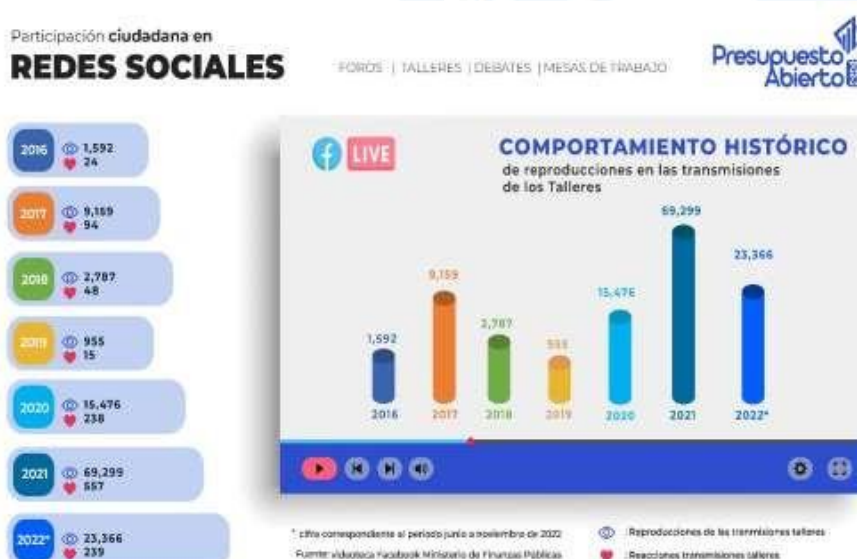 Participación ciudadana en
REDES SOCIALES
FOROS | TALLERES | DEBATES | MESAS DE TRABAJO
Presupuesto
Abierto
2016 1,592
24
2017 9,159
94
2018 2,787
48
2019 955
15
2020 15,476
238
2021 69,299
557
2022* 23,366
239
LIVE
COMPORTAMIENTO HISTÓRICO
de reproducciones en las transmisiones
de los Talleres
1,592
9,159
2,787
955
15,476
69,299
23,366
2016 2017 2018 2019 2020 2021 2022*
* cifra correspondiente al periodo junio a noviembre de 2022
Fuente: videoteca Facebook Ministerio de Finanzas Públicas
Reproducciones de las transmisiones talleres
Reacciones transmisiones talleres